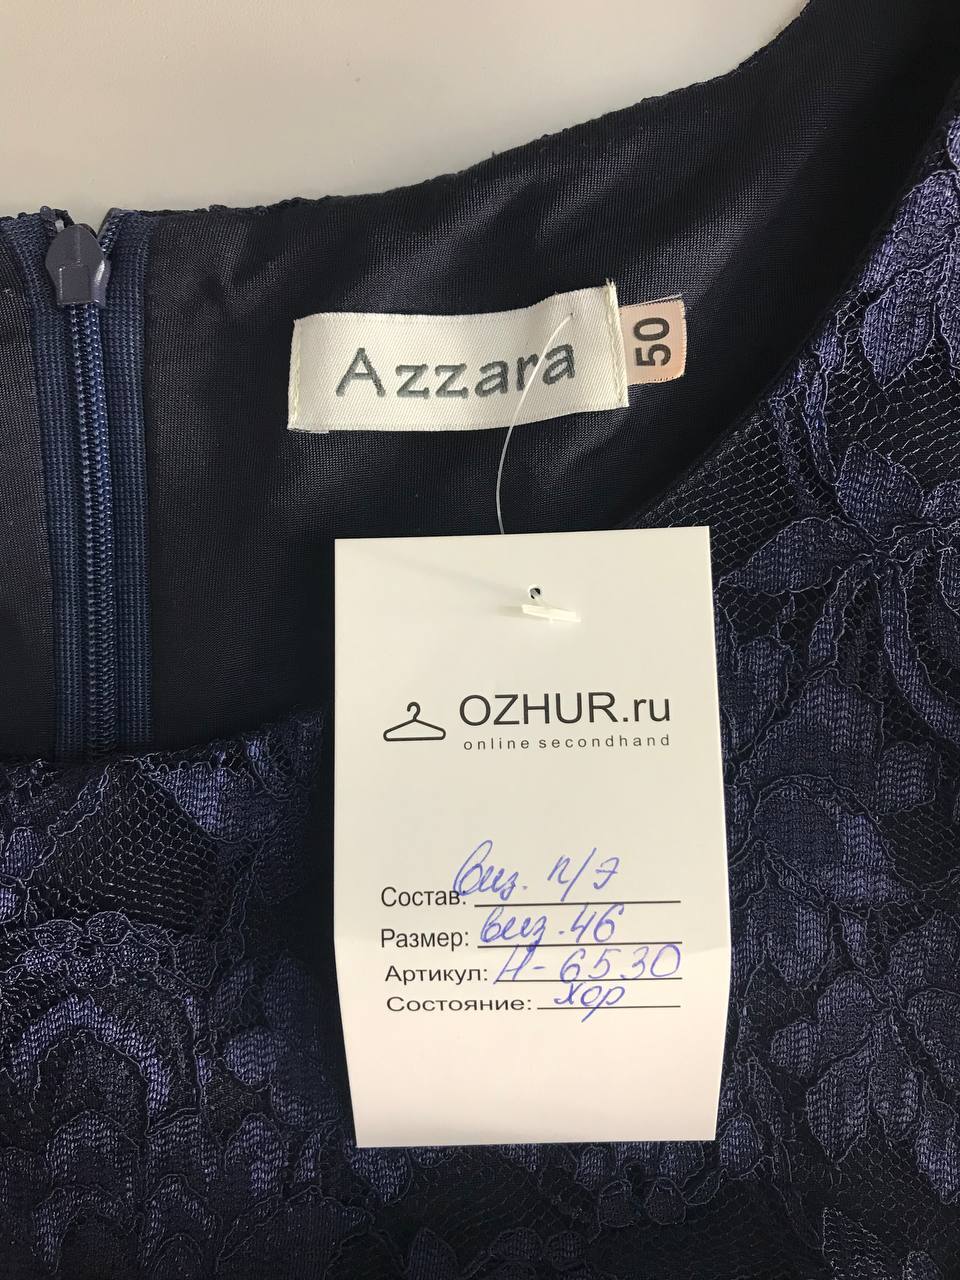 Azzara
50
OZHUR.ru
online secondhand
Состав: виз. п/э
Размер: виз. 46
Артикул: Н-6530
Состояние: хор